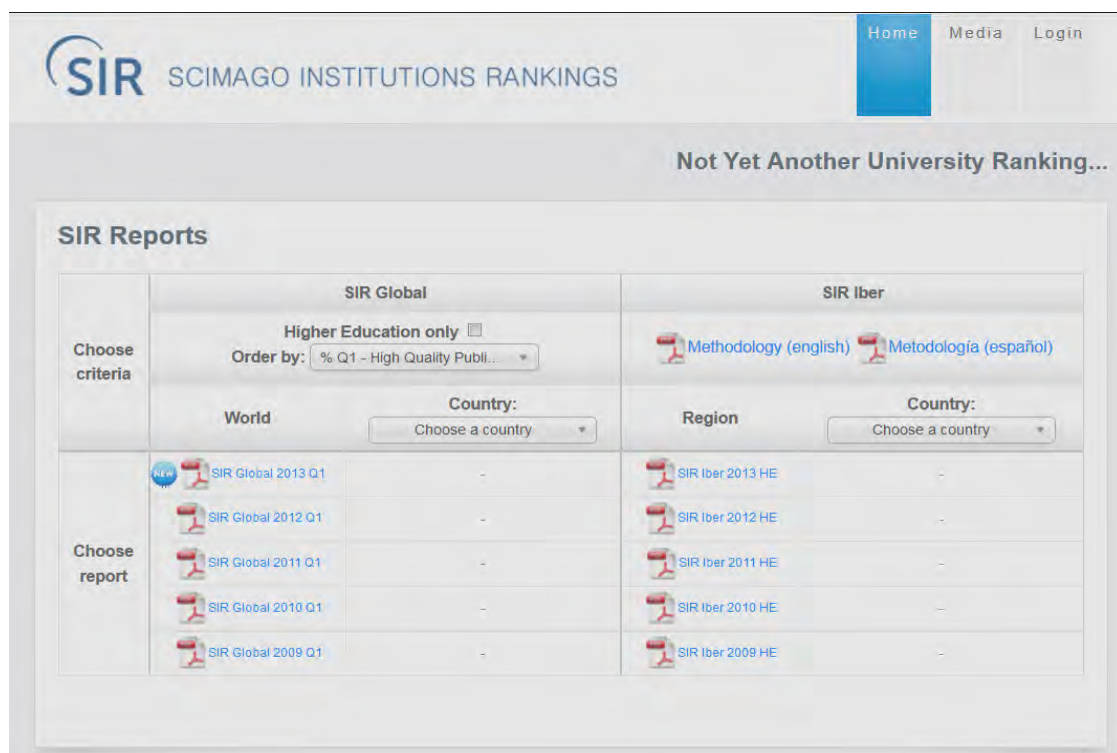 Home Media Login
SIR SCIMAGO INSTITUTIONS RANKINGS
Not Yet Another University Ranking...
SIR Reports
Choose criteria
SIR Global
SIR Iber
Higher Education only
Order by: % Q1 - High Quality Publi...
Methodology (english) Metodología (español)
World
Country:
Choose a country
Region
Country:
Choose a country
Choose report
NEW SIR Global 2013 Q1 - SIR Iber 2013 HE -
SIR Global 2012 Q1 - SIR Iber 2012 HE -
SIR Global 2011 Q1 - SIR Iber 2011 HE -
SIR Global 2010 Q1 - SIR Iber 2010 HE -
SIR Global 2009 Q1 - SIR Iber 2009 HE -